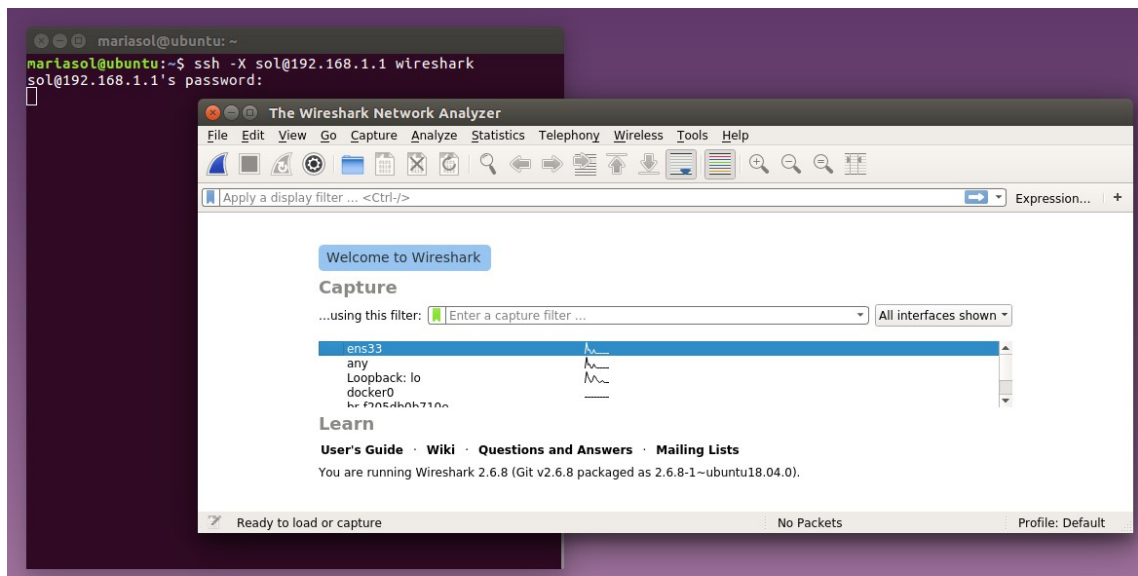 mariasol@ubuntu: ~
mariasol@ubuntu:~$ ssh -X sol@192.168.1.1 wireshark
sol@192.168.1.1's password:
The Wireshark Network Analyzer
File Edit View Go Capture Analyze Statistics Telephony Wireless Tools Help
Apply a display filter ... <Ctrl-/> Expression... +
Welcome to Wireshark
Capture
...using this filter: Enter a capture filter ... All interfaces shown
ens33
any
Loopback: lo
docker0
Learn
User's Guide · Wiki · Questions and Answers · Mailing Lists
You are running Wireshark 2.6.8 (Git v2.6.8 packaged as 2.6.8-1~ubuntu18.04.0).
Ready to load or capture No Packets Profile: Default